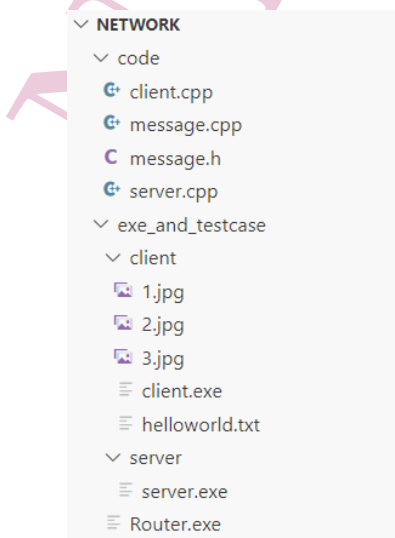 NETWORK
code
client.cpp
message.cpp
C message.h
server.cpp
exe_and_testcase
client
1.jpg
2.jpg
3.jpg
client.exe
helloworld.txt
server
server.exe
Router.exe